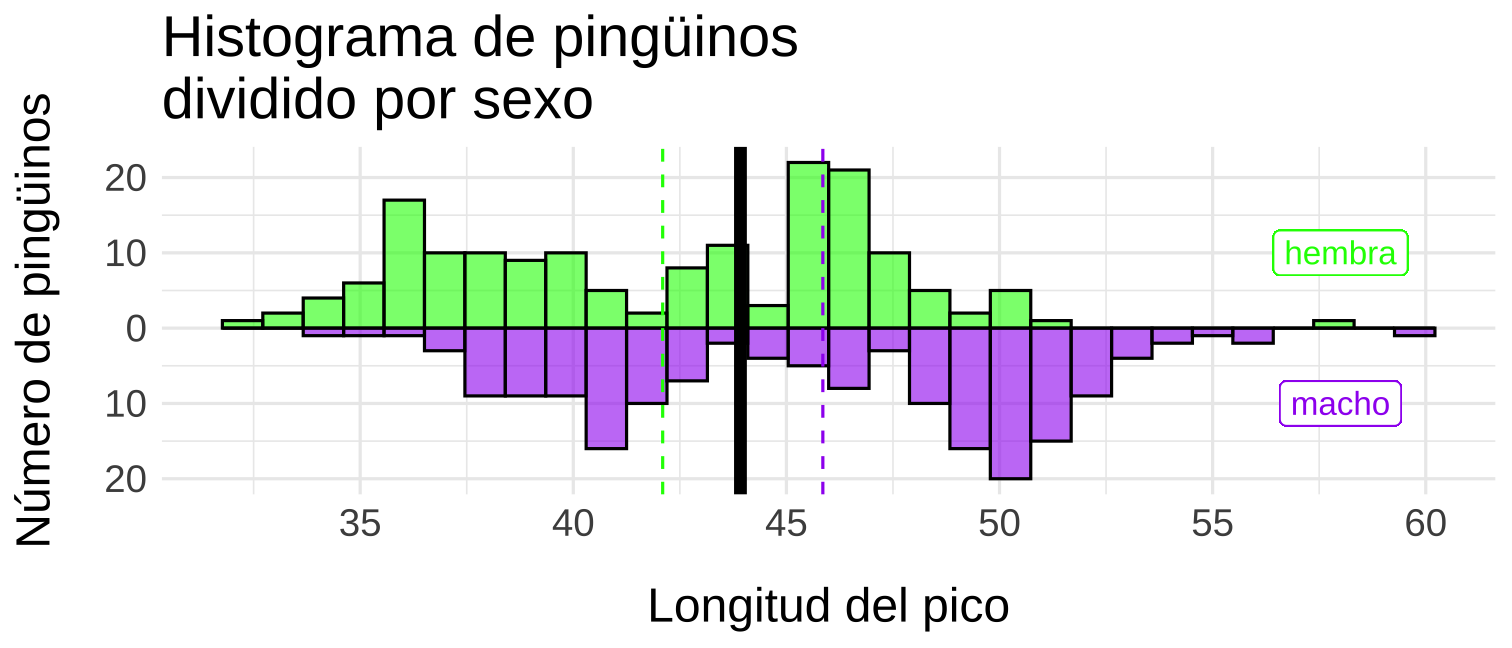 Histograma de pingüinos
dividido por sexo
Número de pingüinos
20
10
0
10
20
hembra
macho
35
40
45
50
55
60
Longitud del pico